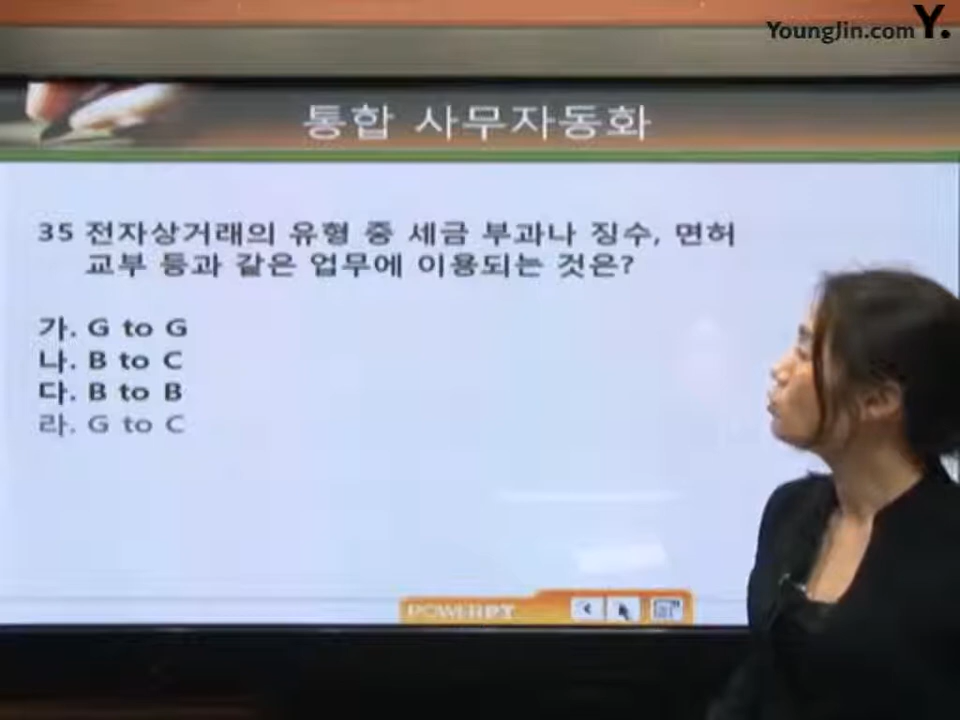 YoungJin.com Y.
통합 사무자동화
35 전자상거래의 유형 중 세금 부과나 징수, 면허
교부 등과 같은 업무에 이용되는 것은?
가. G to G
나. B to C
다. B to B
라. G to C
POWERPT